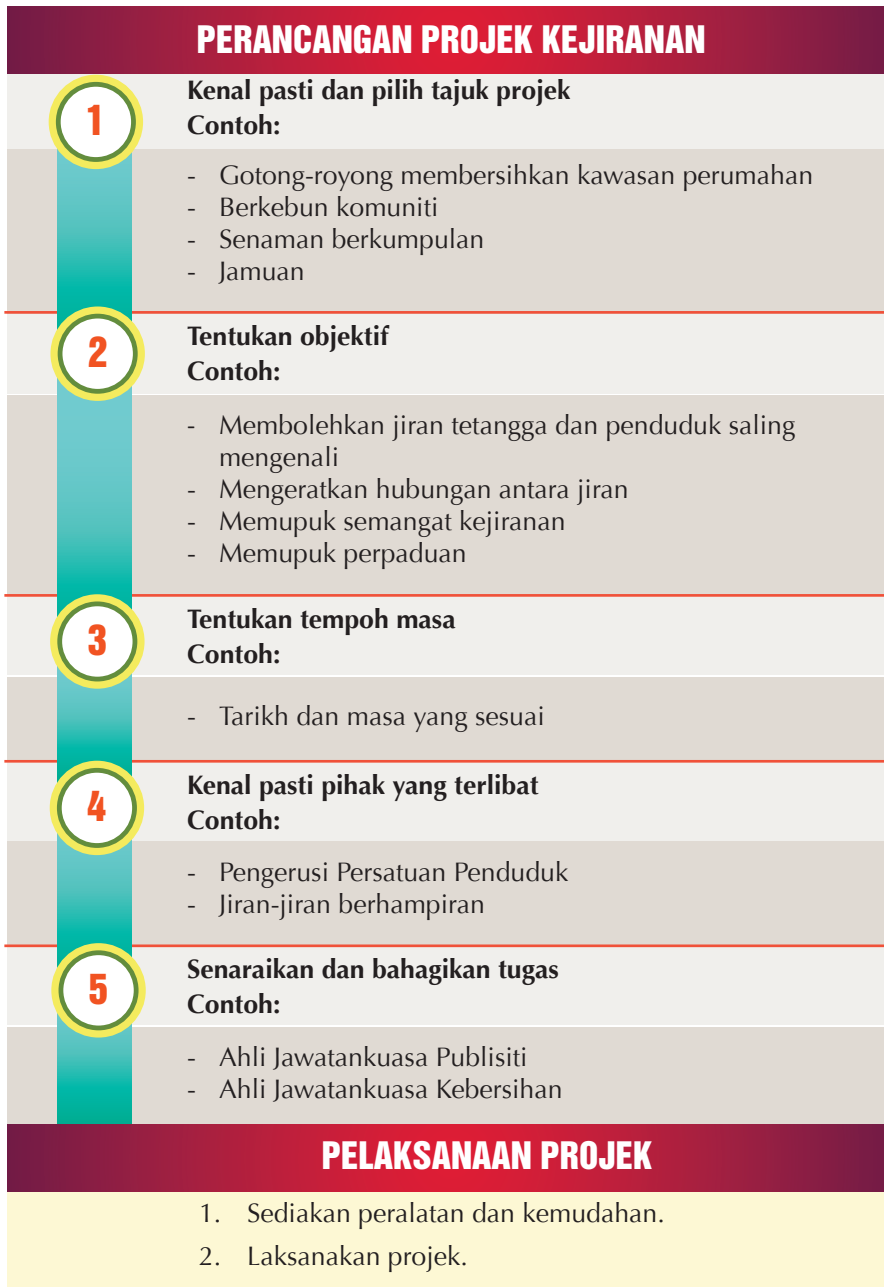 PERANCANGAN PROJEK KEJIRANAN
1
Kenal pasti dan pilih tajuk projek
Contoh:
- Gotong-royong membersihkan kawasan perumahan
- Berkebun komuniti
- Senaman berkumpulan
- Jamuan
2
Tentukan objektif
Contoh:
- Membolehkan jiran tetangga dan penduduk saling
mengenali
- Mengeratkan hubungan antara jiran
- Memupuk semangat kejiranan
- Memupuk perpaduan
3
Tentukan tempoh masa
Contoh:
- Tarikh dan masa yang sesuai
4
Kenal pasti pihak yang terlibat
Contoh:
- Pengerusi Persatuan Penduduk
- Jiran-jiran berhampiran
5
Senaraikan dan bahagikan tugas
Contoh:
- Ahli Jawatankuasa Publisiti
- Ahli Jawatankuasa Kebersihan
PELAKSANAAN PROJEK
1. Sediakan peralatan dan kemudahan.
2. Laksanakan projek.